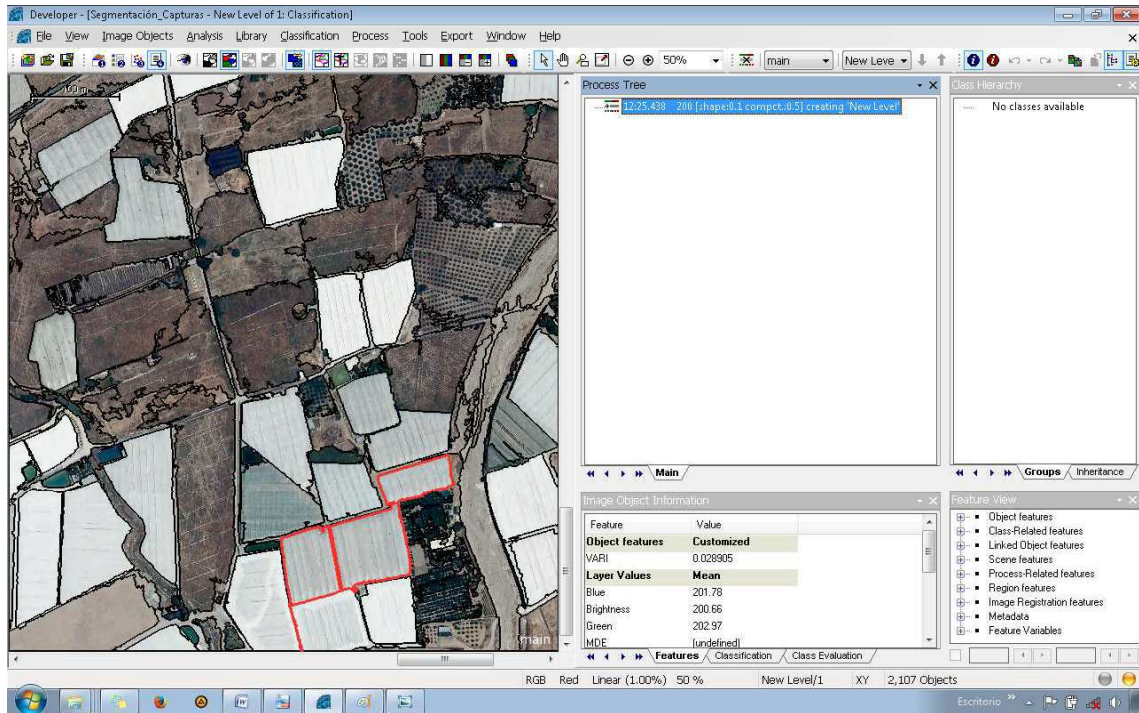 Developer - [Segmentación_Capturas - New Level of 1: Classification]
File View Image Objects Analysis Library Classification Process Tools Export Window Help
50% main New Leve
100 m
main
Process Tree
12:25.438 200 [shape:0.1 compct.:0.5] creating 'New Level'
Main
Class Hierarchy
No classes available
Groups Inheritance
Image Object Information
Feature Value
Object features Customized
VARI 0.028905
Layer Values Mean
Blue 201.78
Brightness 200.66
Green 202.97
MDE (undefined)
Features Classification Class Evaluation
Feature View
Object features
Class-Related features
Linked Object features
Scene features
Process-Related features
Region features
Image Registration features
Metadata
Feature Variables
RGB Red Linear (1.00%) 50 % New Level/1 XY 2,107 Objects
Escritorio